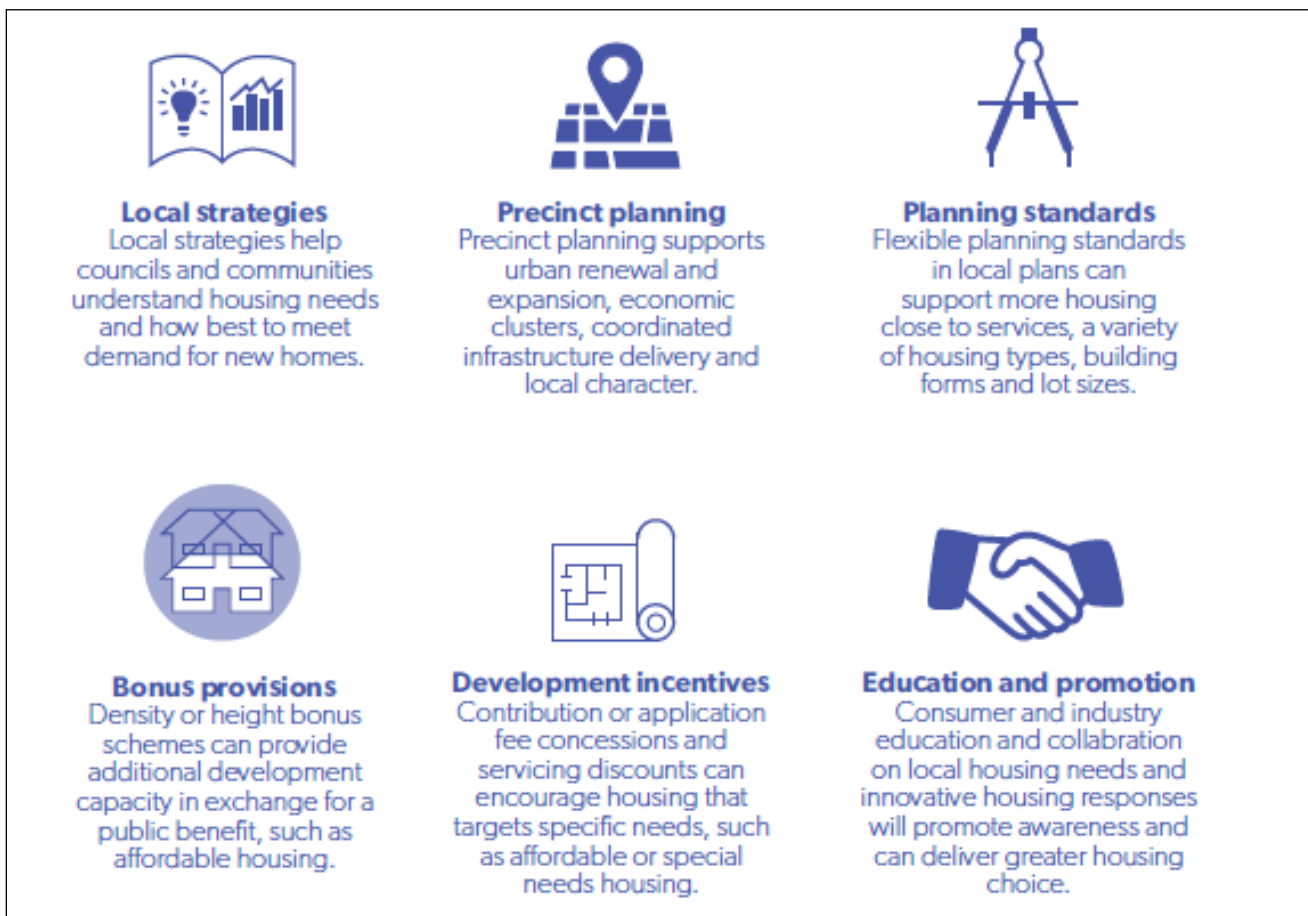 Local strategies
Local strategies help
councils and communities
understand housing needs
and how best to meet
demand for new homes.
Precinct planning
Precinct planning supports
urban renewal and
expansion, economic
clusters, coordinated
infrastructure delivery and
local character.
Planning standards
Flexible planning standards
in local plans can
support more housing
close to services, a variety
of housing types, building
forms and lot sizes.
Bonus provisions
Density or height bonus
schemes can provide
additional development
capacity in exchange for a
public benefit, such as
affordable housing.
Development incentives
Contribution or application
fee concessions and
servicing discounts can
encourage housing that
targets specific needs, such
as affordable or special
needs housing.
Education and promotion
Consumer and industry
education and collabration
on local housing needs and
innovative housing responses
will promote awareness and
can deliver greater housing
choice.